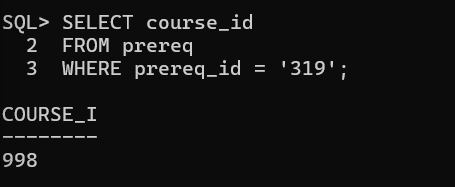 SQL> SELECT course_id
  2  FROM prereq
  3  WHERE prereq_id = '319';

COURSE_I
--------
998